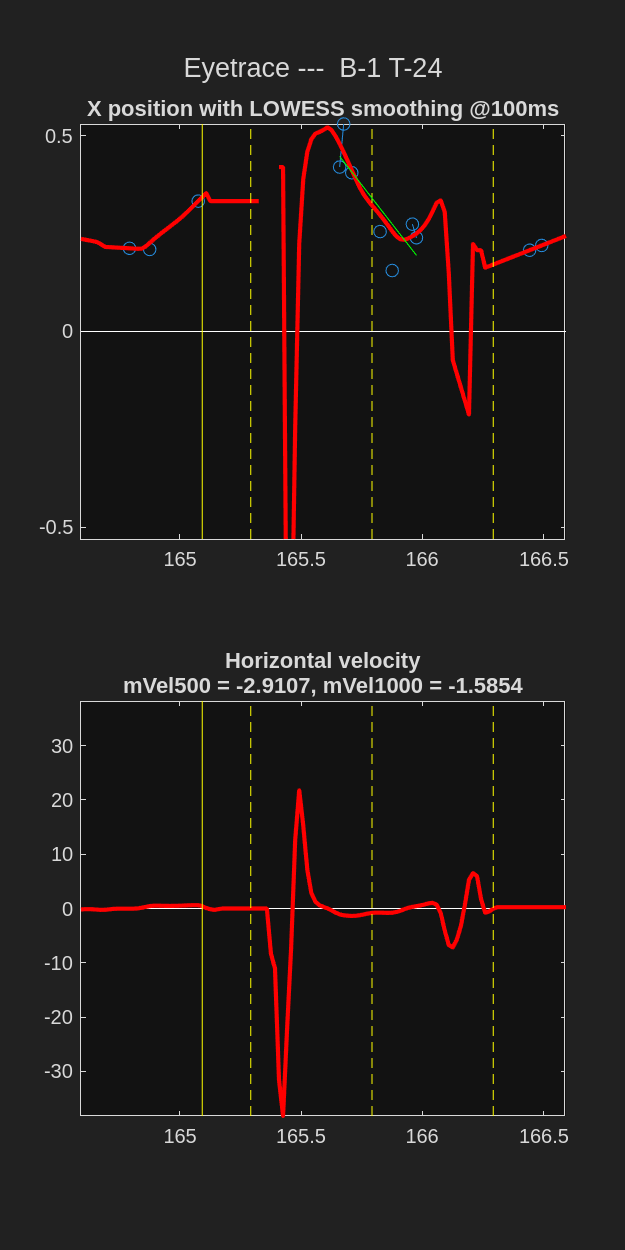 Eyetrace ---  B-1 T-24
X position with LOWESS smoothing @100ms
0.5
0
-0.5
165 165.5 166 166.5
Horizontal velocity
mVel500 = -2.9107, mVel1000 = -1.5854
30
20
10
0
-10
-20
-30
165 165.5 166 166.5